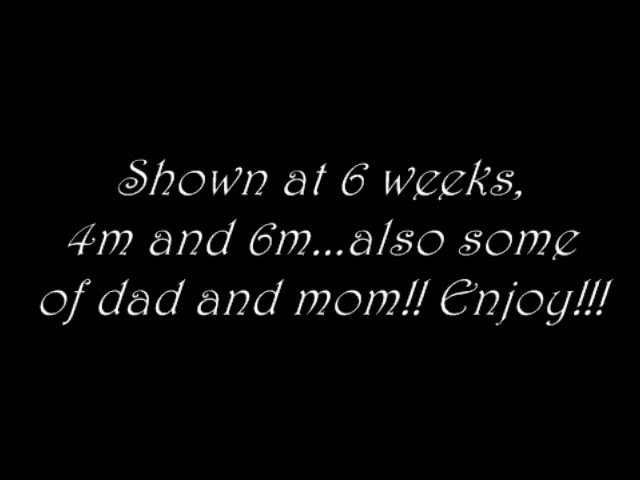 Shown at 6 weeks,
4m and 6m...also some
of dad and mom!! Enjoy!!!